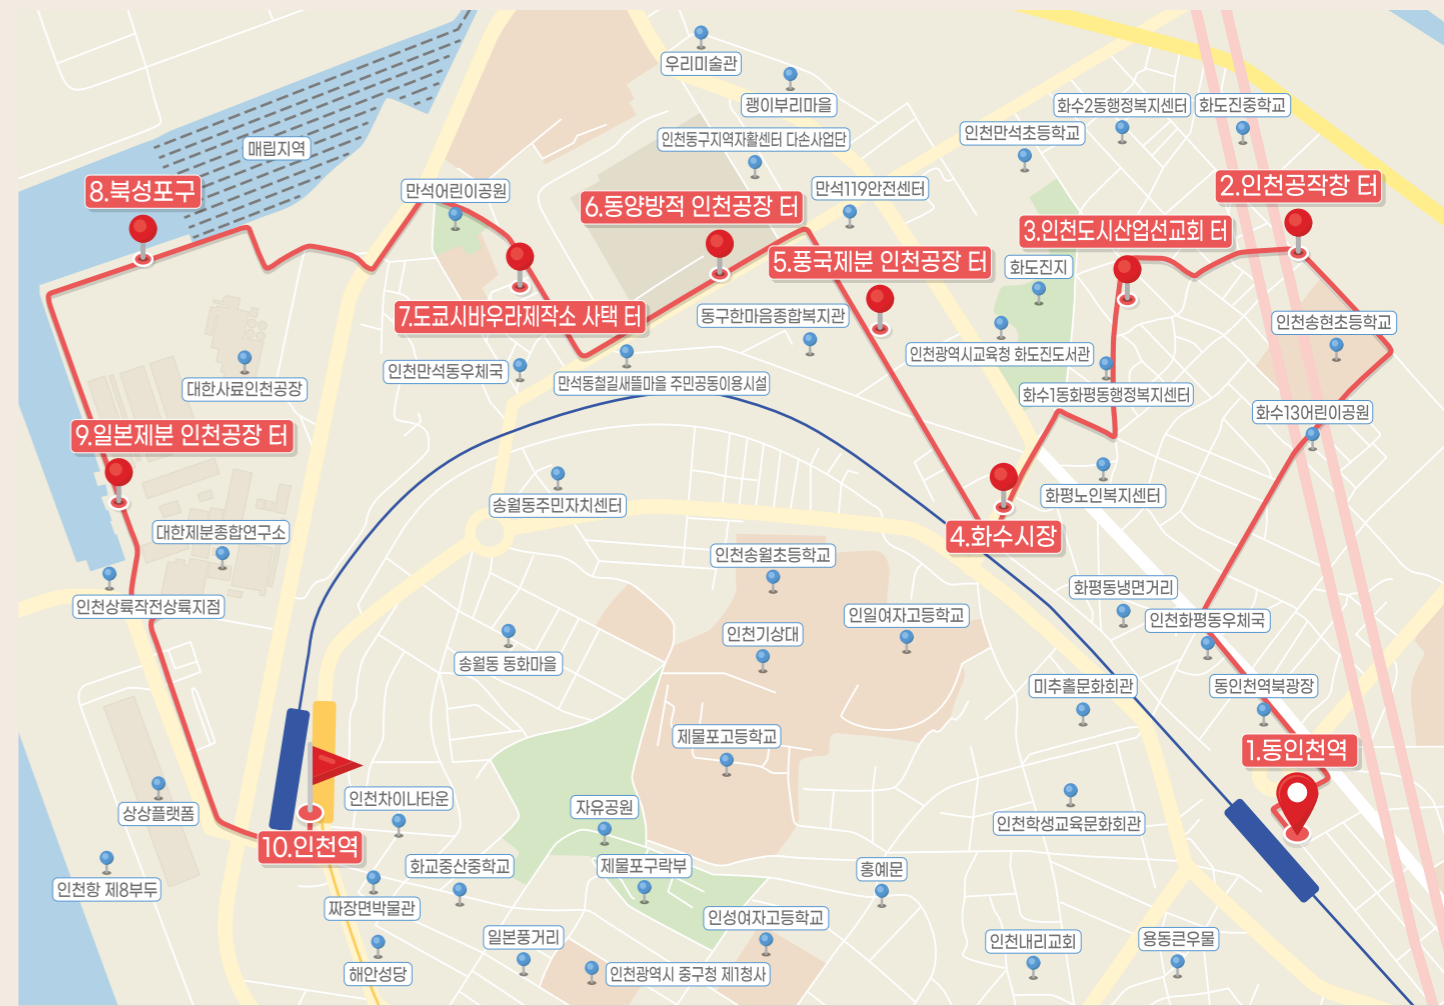 우리미술관
괭이부리마을
화수2동행정복지센터
화도진중학교
인천동구지역자활센터 다손사업단
인천만석초등학교
매립지역
8.북성포구
만석어린이공원
만석119안전센터
2.인천공작창 터
6.동양방적 인천공장 터
3.인천도시산업선교회 터
5.풍국제분 인천공장 터
화도진지
7.도쿄시바우라제작소 사택 터
동구한마음종합복지관
인천송현초등학교
인천광역시교육청 화도진도서관
인천만석동우체국
만석동철길새뜰마을 주민공동이용시설
대한사료인천공장
화수1동화평동행정복지센터
화수13어린이공원
9.일본제분 인천공장 터
화평노인복지센터
송월동주민자치센터
대한제분종합연구소
4.화수시장
인천송월초등학교
화평동냉면거리
인천상륙작전상륙지점
인일여자고등학교
인천화평동우체국
인천기상대
송월동 동화마을
미추홀문화회관
동인천역북광장
제물포고등학교
1.동인천역
인천차이나타운
상상플랫폼
자유공원
인천학생교육문화회관
10.인천역
화교중산중학교
제물포구락부
홍예문
인천항 제8부두
짜장면박물관
인성여자고등학교
일본풍거리
인천내리교회
용동큰우물
해안성당
인천광역시 중구청 제1청사